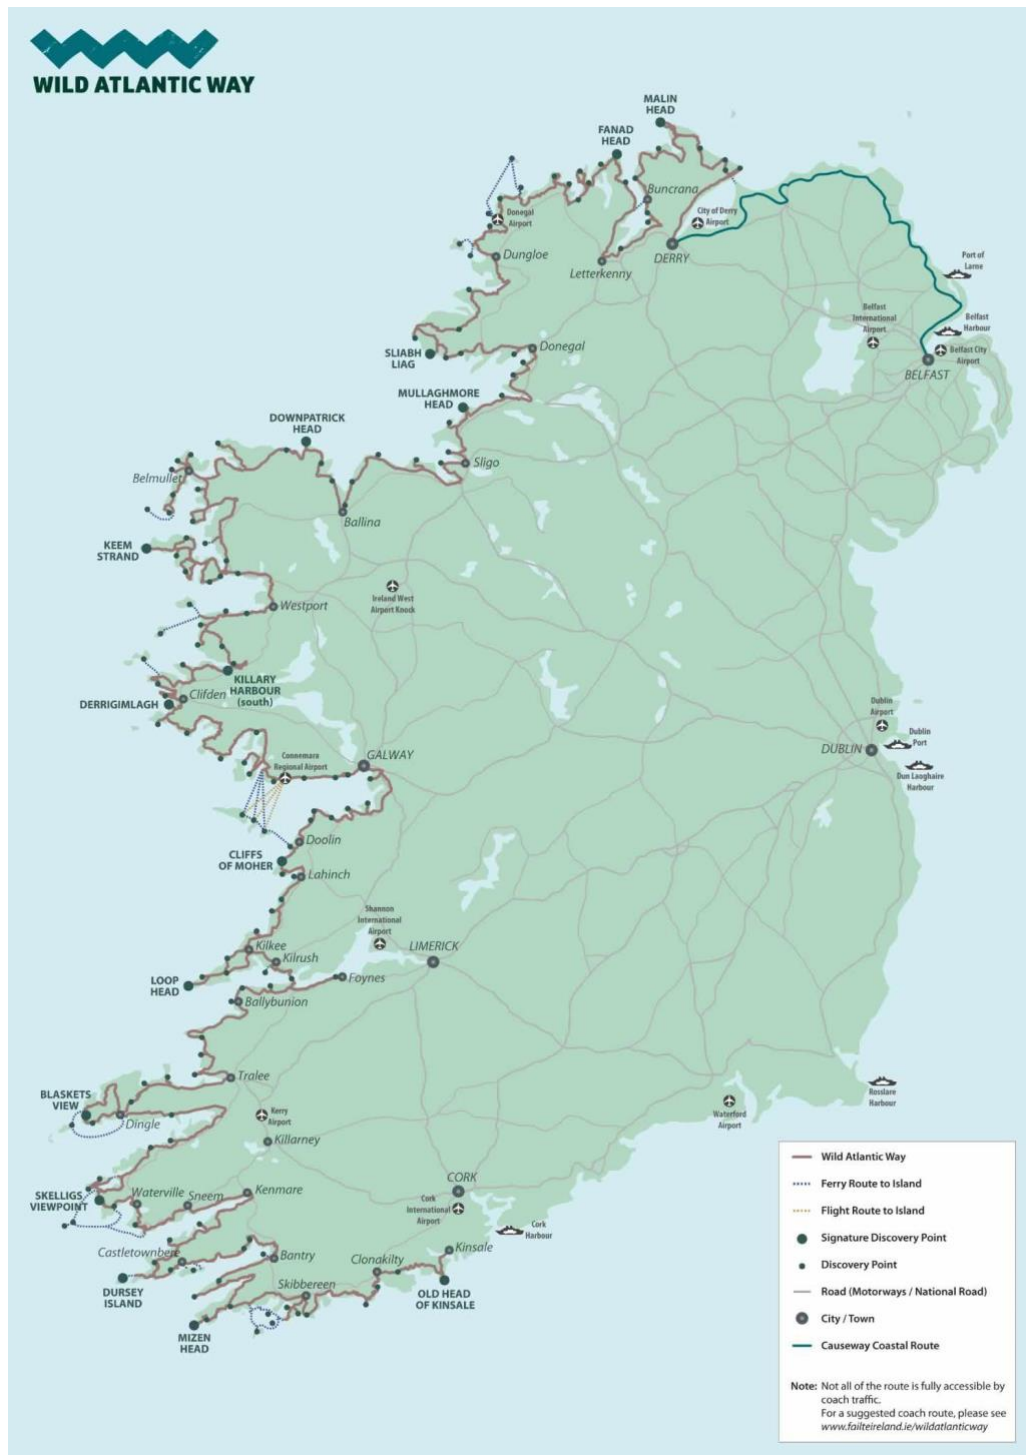 WILD ATLANTIC WAY
MALIN
HEAD
FANAD
HEAD
Buncrana
City of Derry
Airport
Donegal
Airport
DERRY
Dungloe
Letterkenny
Port of
Larne
Belfast
International
Airport
Belfast
Harbour
Belfast City
Airport
BELFAST
SLIABH
LIAG
Donegal
MULLAGHMORE
HEAD
DOWNPATRICK
HEAD
Sligo
Belmullet
Ballina
KEEM
STRAND
Ireland West
Airport Knock
Westport
KILLARY
HARBOUR
(south)
Clifden
DERRIGIMLAGH
Dublin
Airport
Dublin
Port
DUBLIN
Dun Laoghaire
Harbour
GALWAY
Connemara
Regional Airport
Doolin
CLIFFS
OF MOHER
Lahinch
Shannon
International
Airport
LIMERICK
Kilkee
Kilrush
Foynes
LOOP
HEAD
Ballybunion
Tralee
BLASKETS
VIEW
Dingle
Kerry
Airport
Killarney
Waterford
Airport
Rosslare
Harbour
SKELLIGS
VIEWPOINT
Waterville
Sneem
Kenmare
CORK
Cork
International
Airport
Cork
Harbour
Castletownbere
Bantry
Clonakilty
Kinsale
DURSEY
ISLAND
Skibbereen
OLD HEAD
OF KINSALE
MIZEN
HEAD
Wild Atlantic Way
Ferry Route to Island
Flight Route to Island
Signature Discovery Point
Discovery Point
Road (Motorways / National Road)
City / Town
Causeway Coastal Route
Note: Not all of the route is fully accessible by
coach traffic.
For a suggested coach route, please see
www.failteireland.ie/wildatlanticway